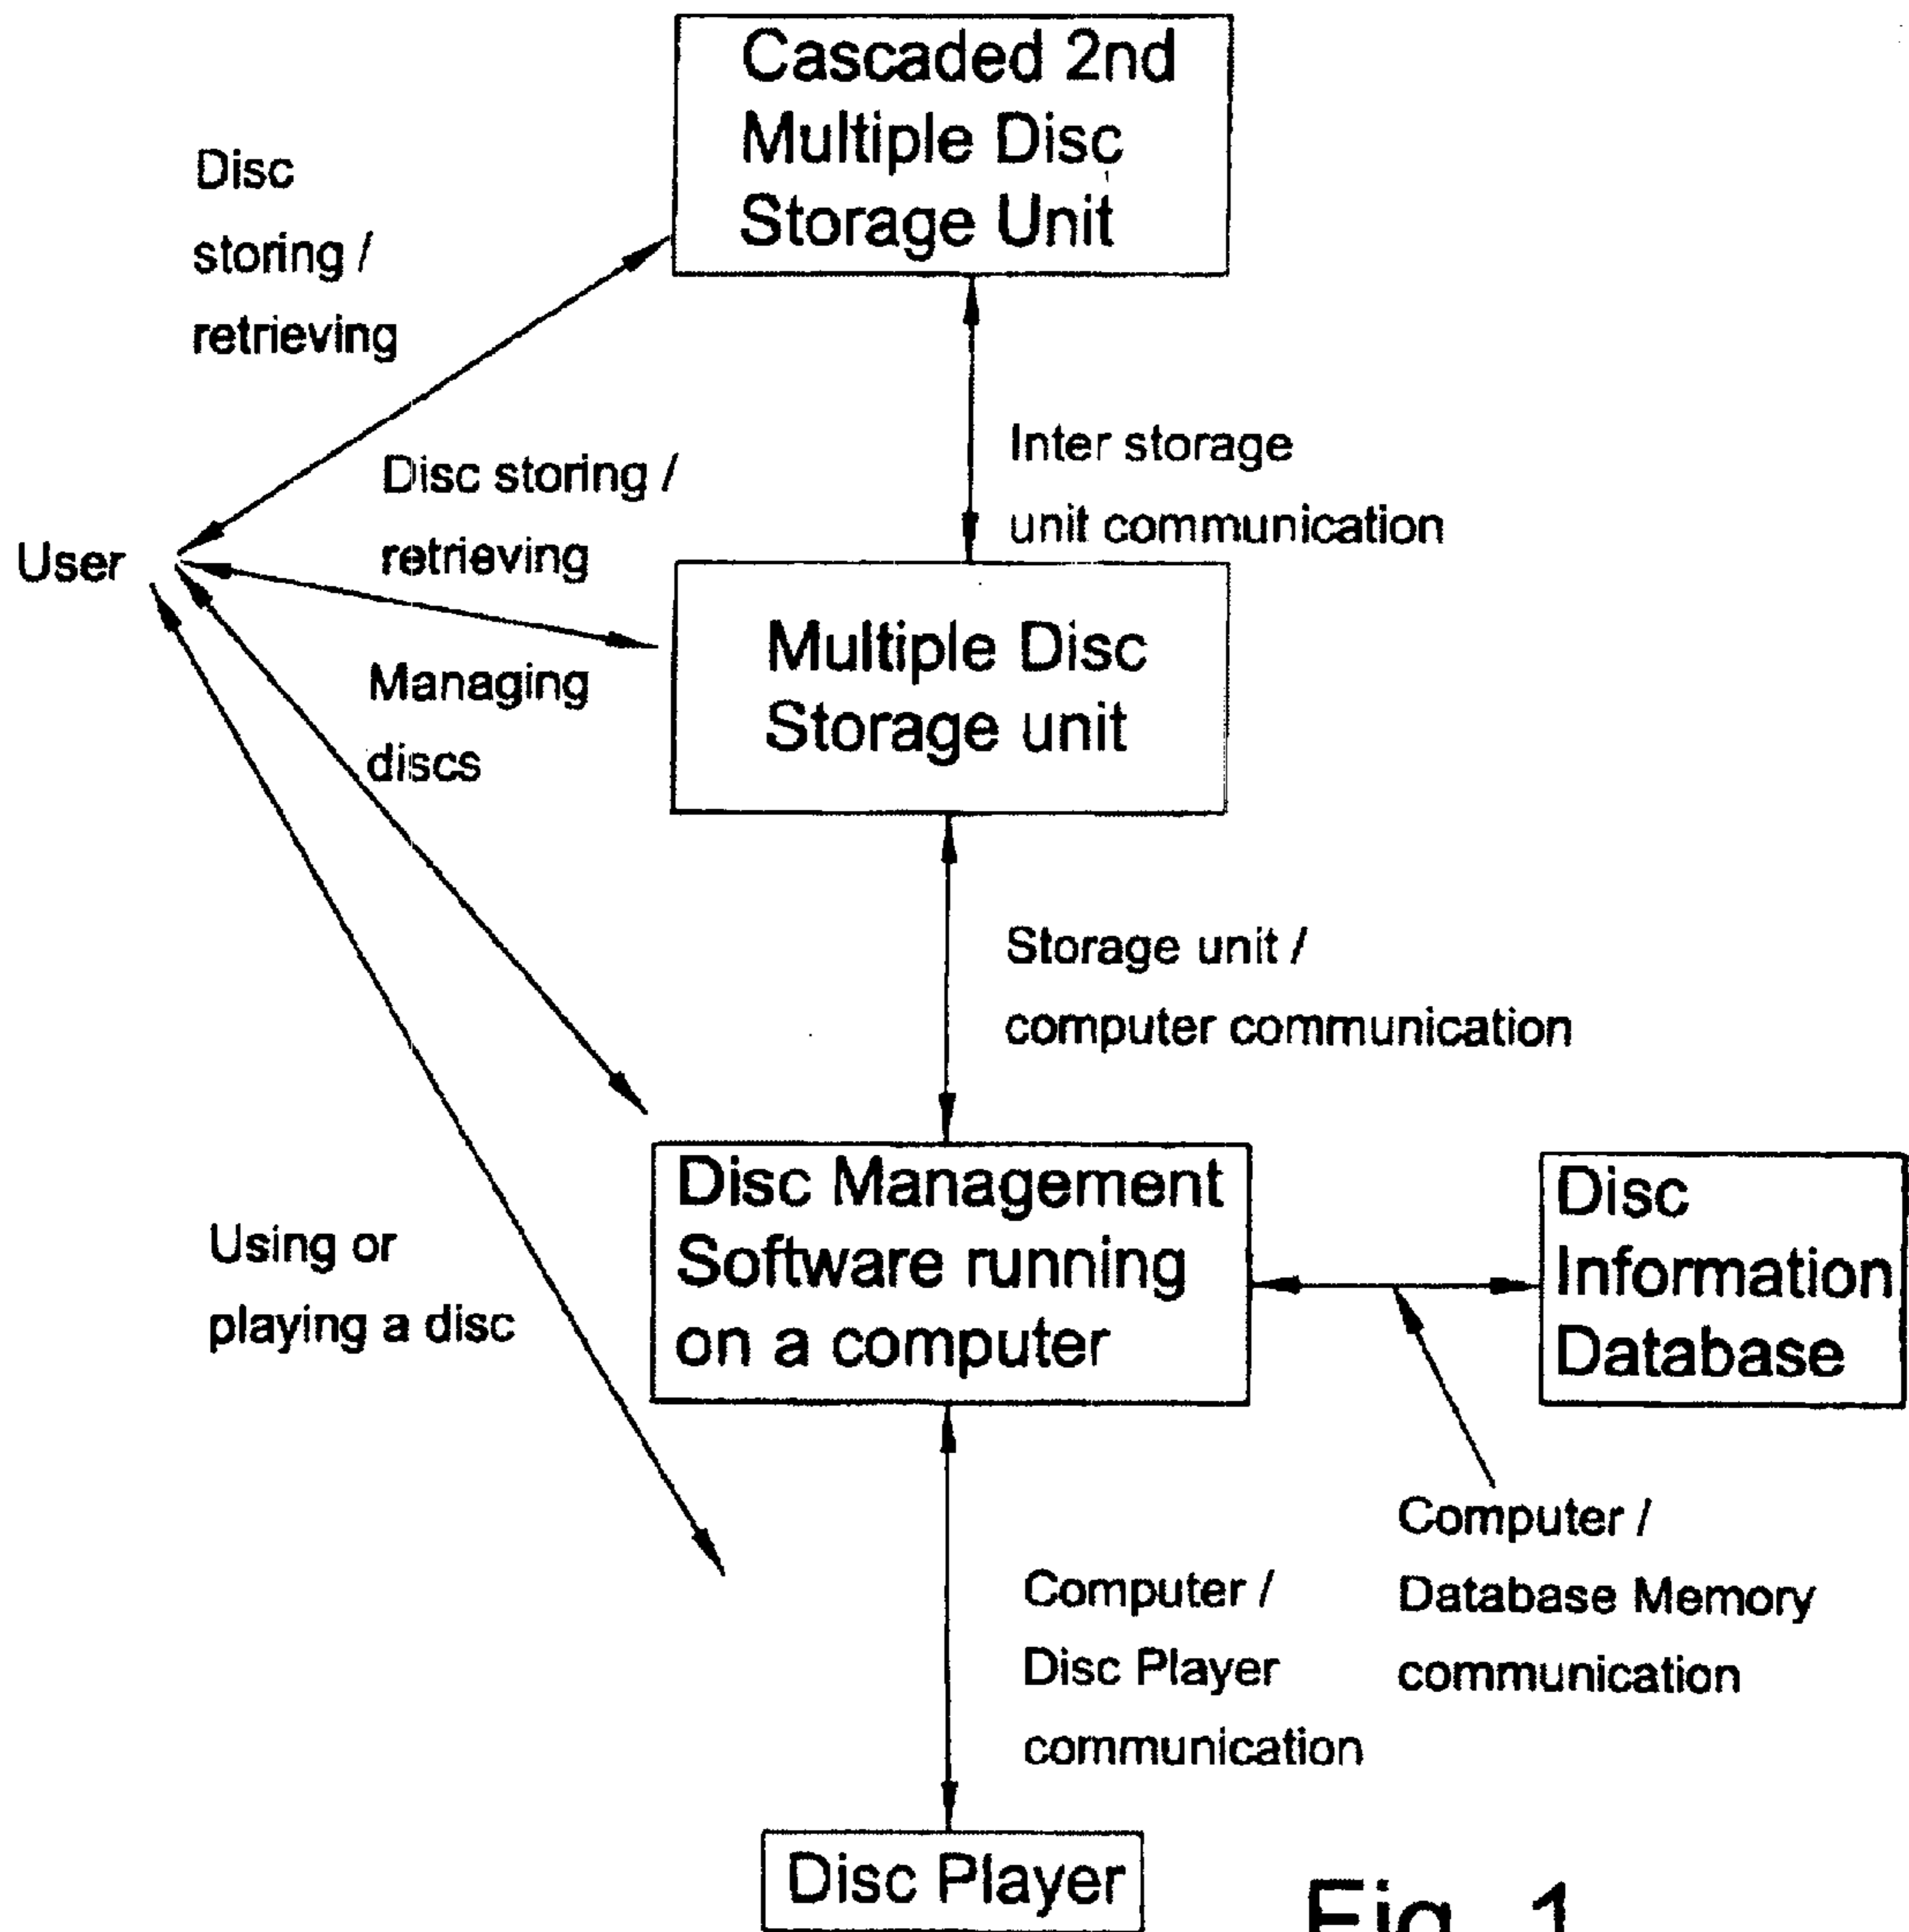 Cascaded 2nd
Multiple Disc
Storage Unit
Disc
storing /
retrieving
Inter storage
unit communication
Disc storing /
retrieving
User
Multiple Disc
Storage unit
Managing
discs
Storage unit /
computer communication
Disc Management
Software running
on a computer
Disc
Information
Database
Using or
playing a disc
Computer /
Database Memory
communication
Computer /
Disc Player
communication
Disc Player
Fig. 1